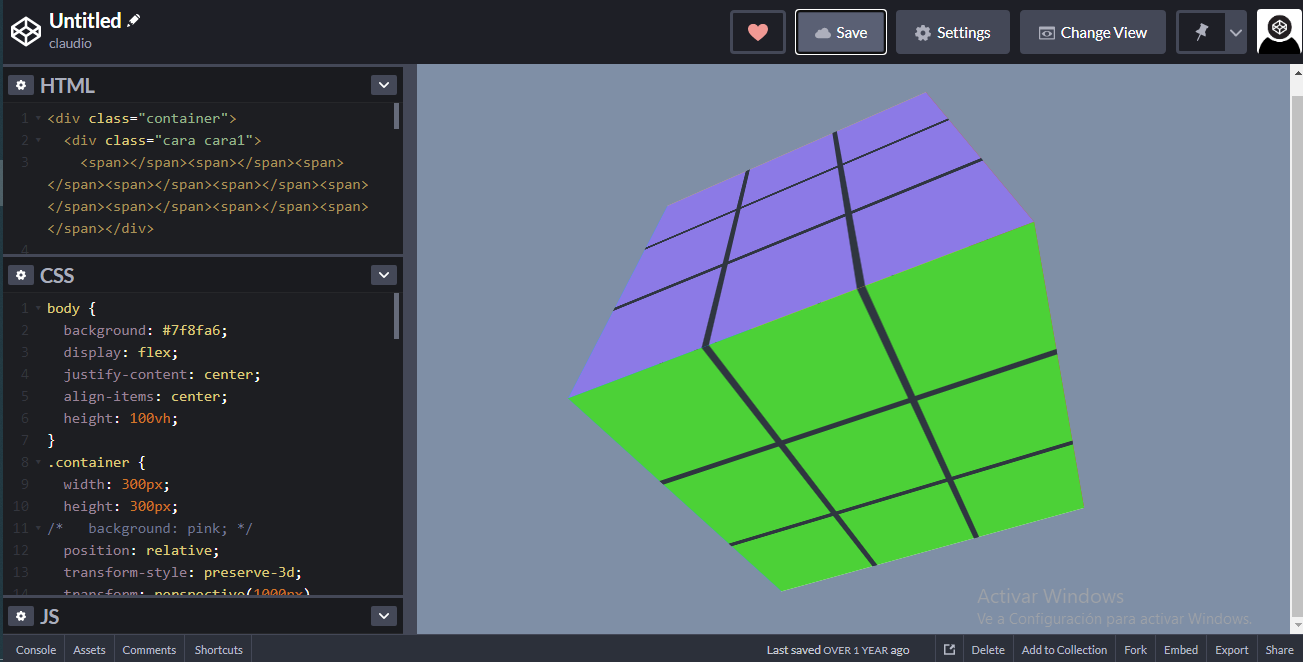 Untitled
claudio
Save
Settings
Change View
HTML
1 <div class="container">
2 <div class="cara cara1">
3 <span></span><span></span><span>
</span><span></span><span></span><span>
</span><span></span><span></span><span>
</span></div>
4
CSS
1 body {
2 background: #7f8fa6;
3 display: flex;
4 justify-content: center;
5 align-items: center;
6 height: 100vh;
7 }
8 .container {
9 width: 300px;
10 height: 300px;
11 /* background: pink; */
12 position: relative;
13 transform-style: preserve-3d;
14 transform: perspective(1000px)
JS
Activar Windows
Ve a Configuración para activar Windows.
Console Assets Comments Shortcuts Last saved OVER 1 YEAR ago Delete Add to Collection Fork Embed Export Share